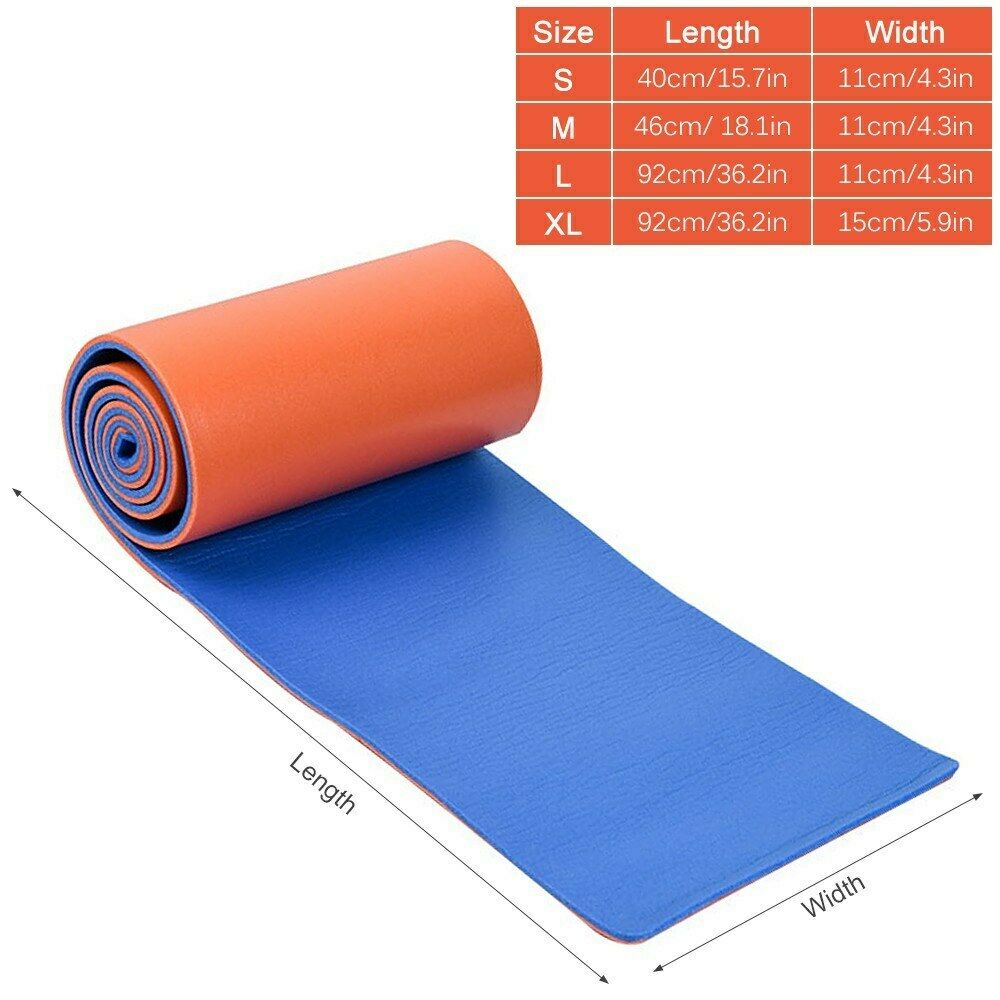 Size Length Width
S 40cm/15.7in 11cm/4.3in
M 46cm/ 18.1in 11cm/4.3in
L 92cm/36.2in 11cm/4.3in
XL 92cm/36.2in 15cm/5.9in
Length
Width